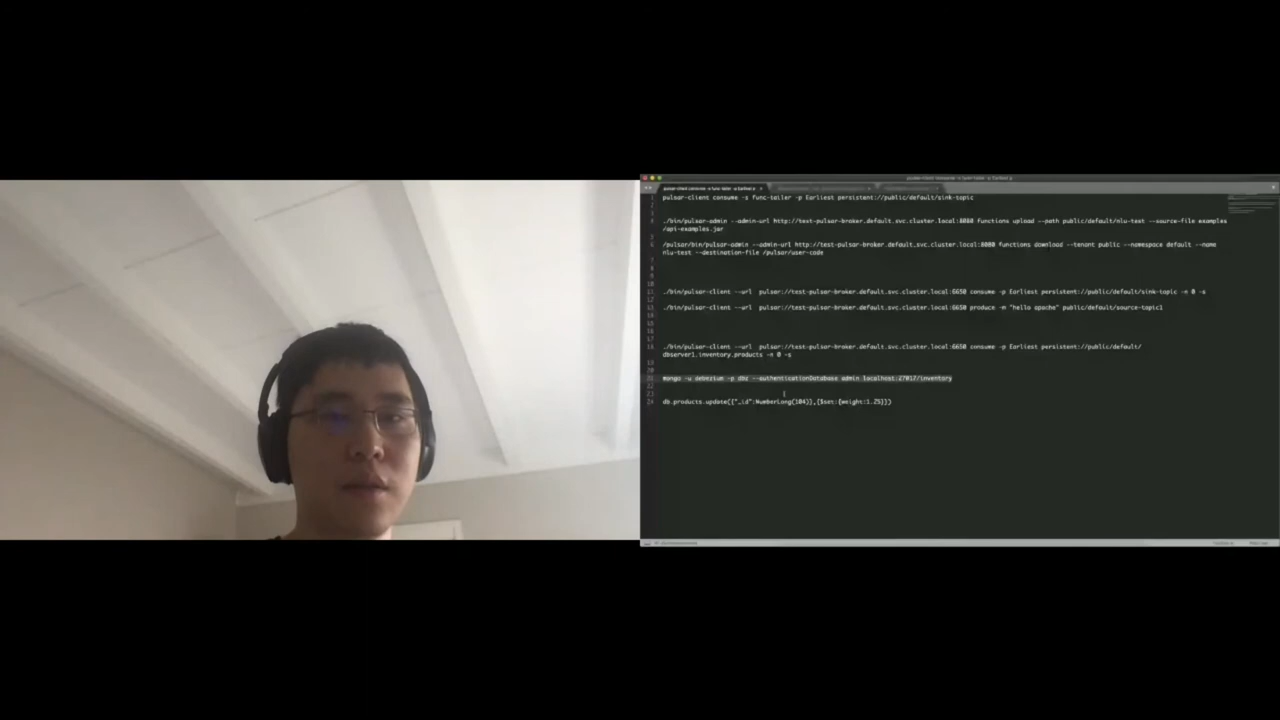 pulsar-client consume -s func-tailer -p Earliest persistent://public/default/sink-topic
./bin/pulsar-admin --admin-url http://test-pulsar-broker.default.svc.cluster.local:8080 functions upload --path public/default/nlu-test --source-file examples
/api-examples.jar
/pulsar/bin/pulsar-admin --admin-url http://test-pulsar-broker.default.svc.cluster.local:8080 functions download --tenant public --namespace default --name
nlu-test --destination-file /pulsar/user-code
./bin/pulsar-client --url pulsar://test-pulsar-broker.default.svc.cluster.local:6650 consume -p Earliest persistent://public/default/sink-topic -n 0 -s
./bin/pulsar-client --url pulsar://test-pulsar-broker.default.svc.cluster.local:6650 produce -m "hello apache" public/default/source-topic1
./bin/pulsar-client --url pulsar://test-pulsar-broker.default.svc.cluster.local:6650 consume -p Earliest persistent://public/default/
dbserver1.inventory.products -n 0 -s
mongo -u debezium -p dbz --authenticationDatabase admin localhost:27017/inventory
db.products.update({"_id":NumberLong(104)},{$set:{weight:1.25}})